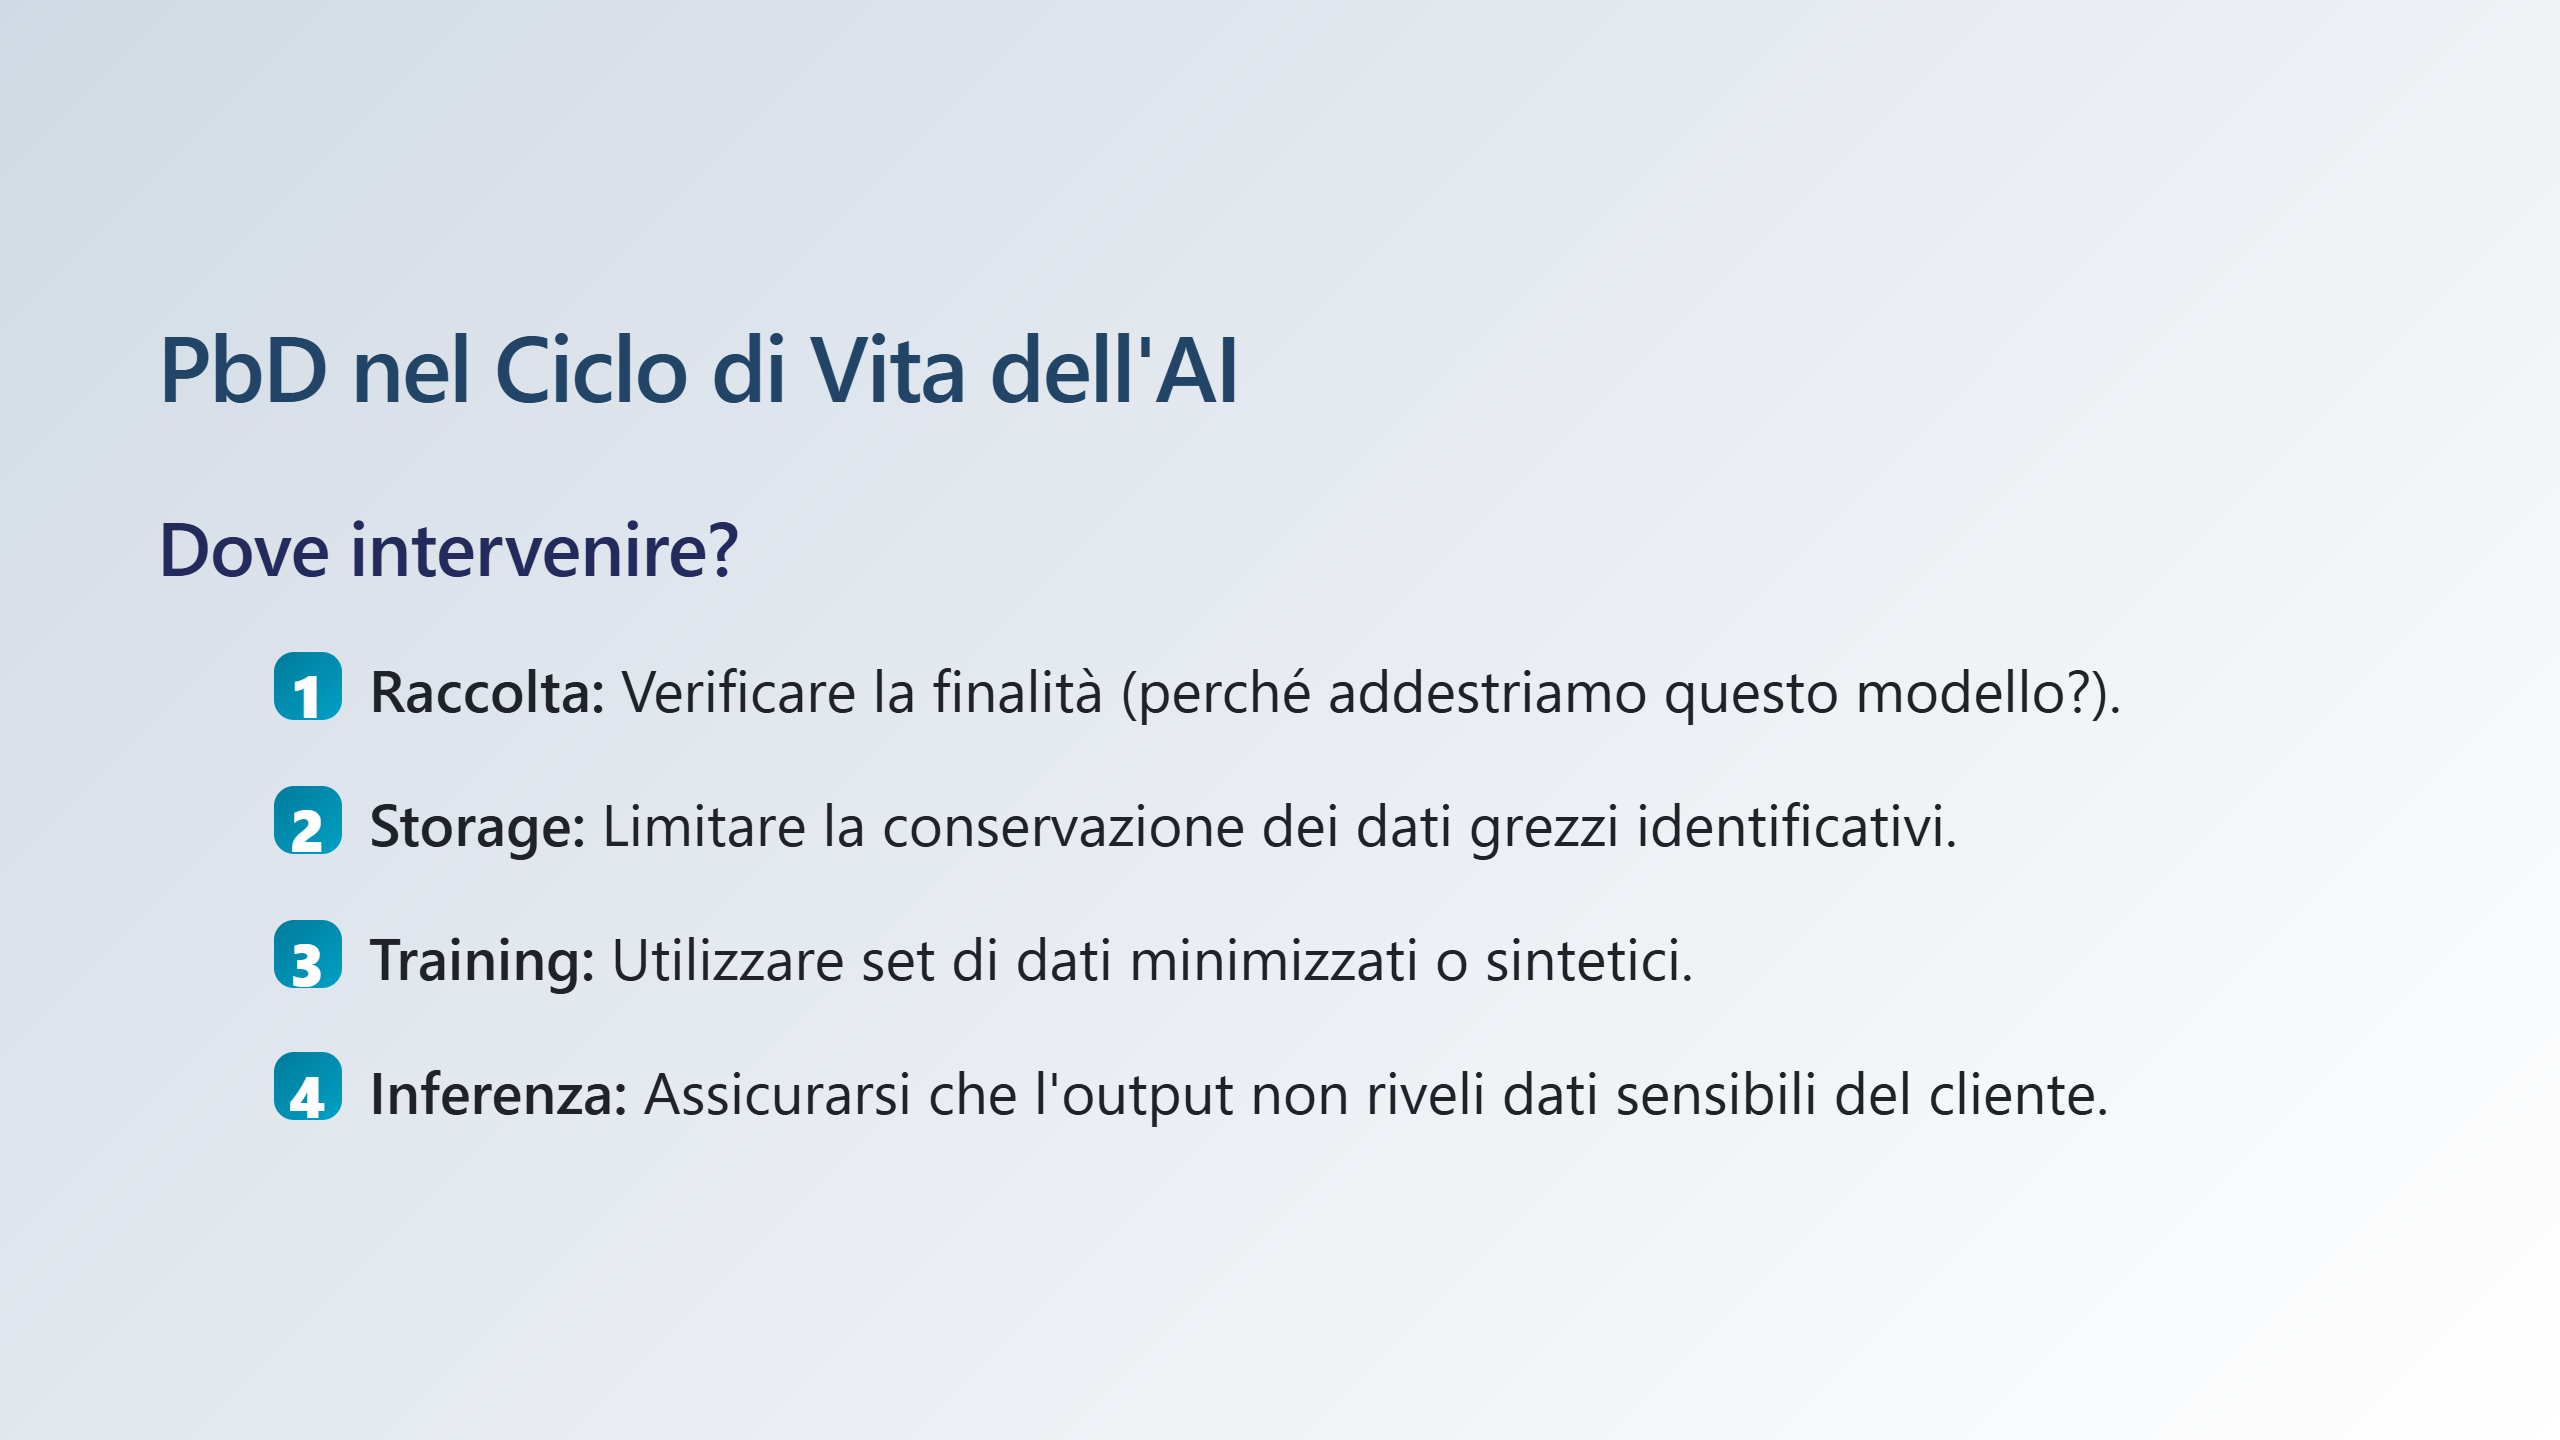 PbD nel Ciclo di Vita dell'AI
Dove intervenire?
1 Raccolta: Verificare la finalità (perché addestriamo questo modello?).
2 Storage: Limitare la conservazione dei dati grezzi identificativi.
3 Training: Utilizzare set di dati minimizzati o sintetici.
4 Inferenza: Assicurarsi che l'output non riveli dati sensibili del cliente.